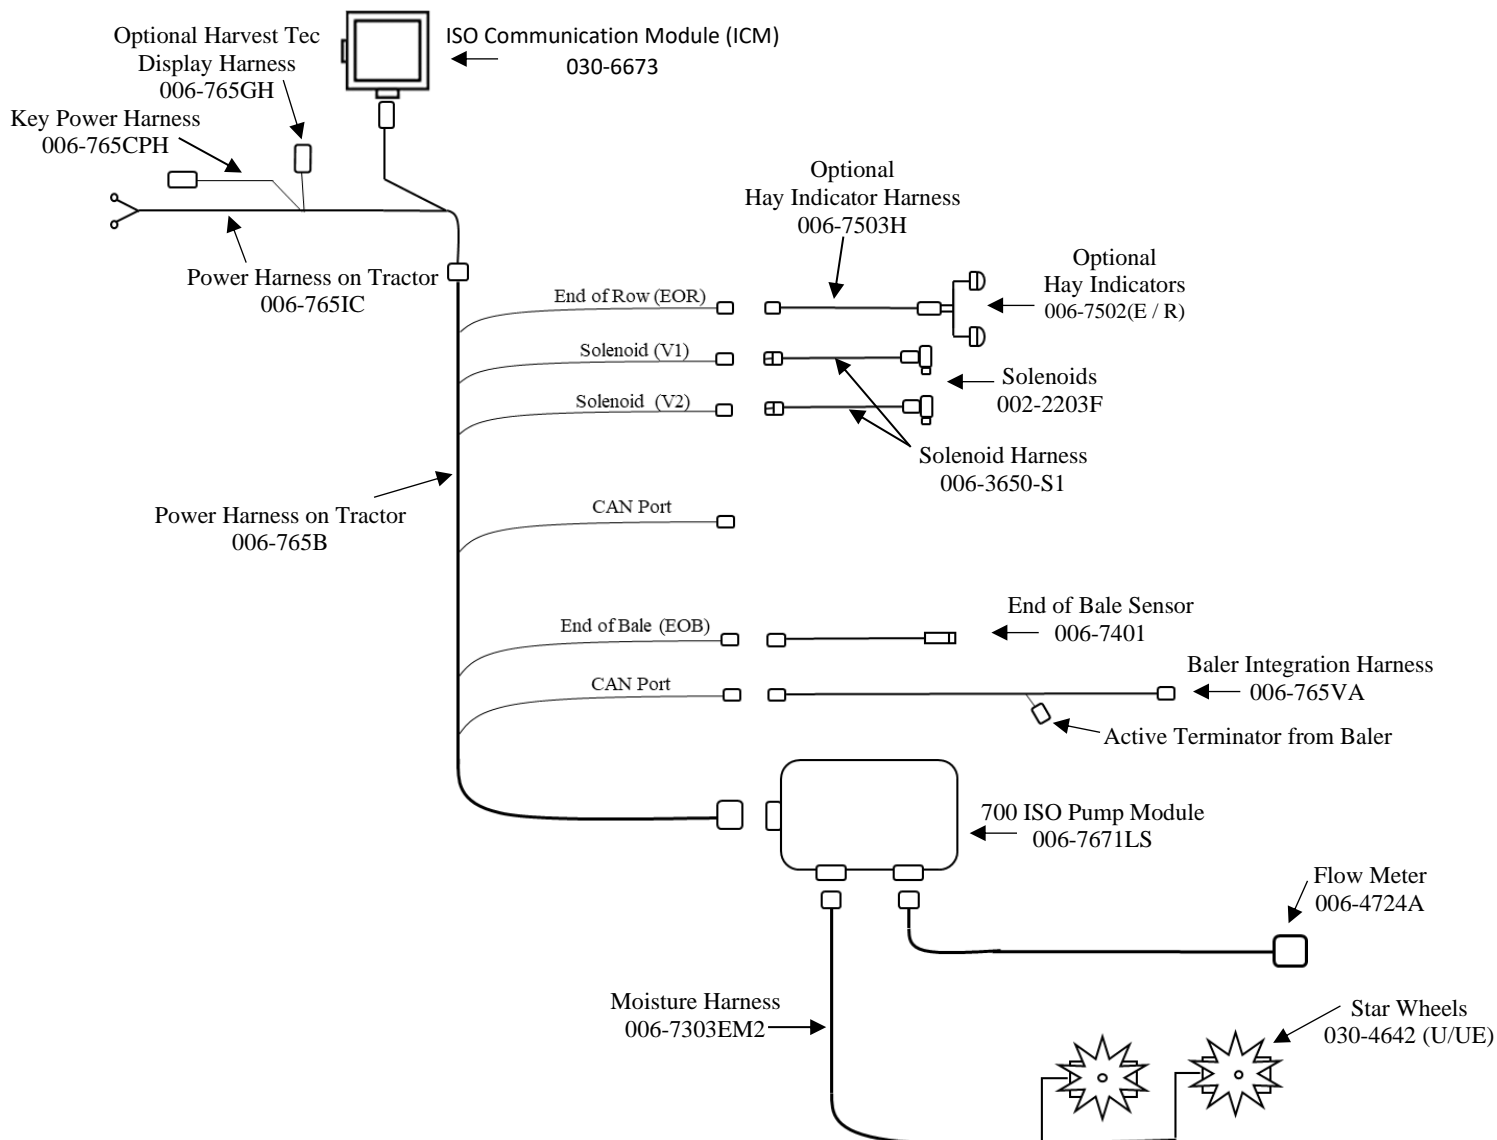 Optional Harvest Tec
Display Harness
006-765GH
ISO Communication Module (ICM)
030-6673
Key Power Harness
006-765CPH
Power Harness on Tractor
006-765IC
Optional
Hay Indicator Harness
006-7503H
Optional
Hay Indicators
006-7502(E / R)
End of Row (EOR)
Solenoid (V1)
Solenoid (V2)
Solenoids
002-2203F
Solenoid Harness
006-3650-S1
Power Harness on Tractor
006-765B
CAN Port
End of Bale (EOB)
End of Bale Sensor
006-7401
CAN Port
Baler Integration Harness
006-765VA
Active Terminator from Baler
700 ISO Pump Module
006-7671LS
Flow Meter
006-4724A
Moisture Harness
006-7303EM2
Star Wheels
030-4642 (U/UE)